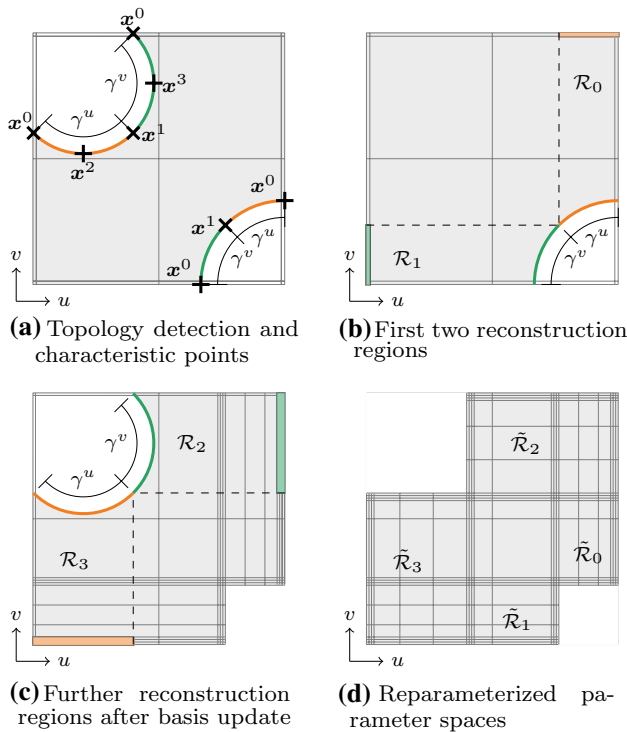 x⁰
γᵛ
x³
x⁰
γᵘ
x¹
x²
x⁰
x¹
γᵘ
γᵛ
x⁰
v
u
(a) Topology detection and
characteristic points
R₀
R₁
γᵘ
γᵛ
v
u
(b) First two reconstruction
regions
γᵛ
R₂
γᵘ
R₃
v
u
(c) Further reconstruction
regions after basis update
R̃₂
R̃₃
R̃₀
R̃₁
v
u
(d) Reparameterized pa-
rameter spaces